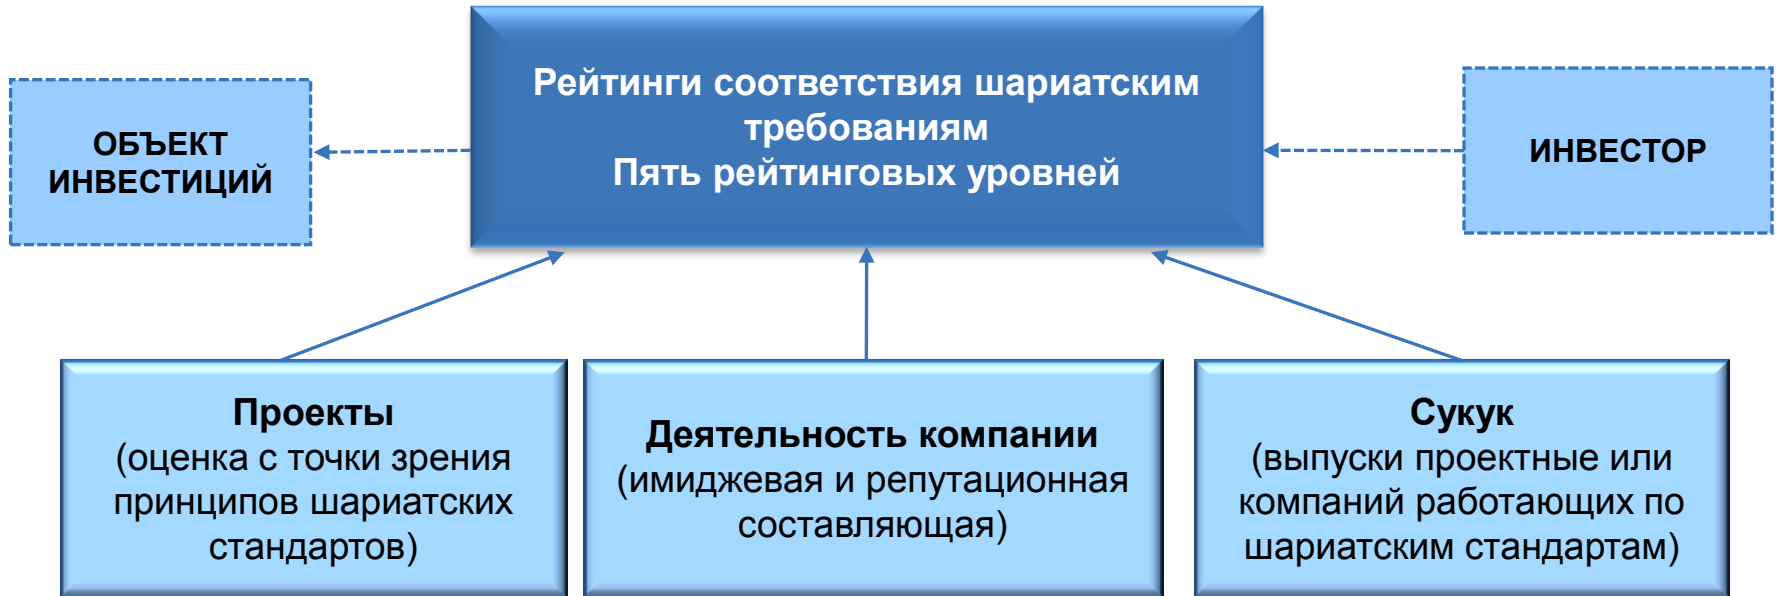 Рейтинги соответствия шариатским
требованиям
Пять рейтинговых уровней
ОБЪЕКТ
ИНВЕСТИЦИЙ
ИНВЕСТОР
Проекты
(оценка с точки зрения
принципов шариатских
стандартов)
Деятельность компании
(имиджевая и репутационная
составляющая)
Сукук
(выпуски проектные или
компаний работающих по
шариатским стандартам)